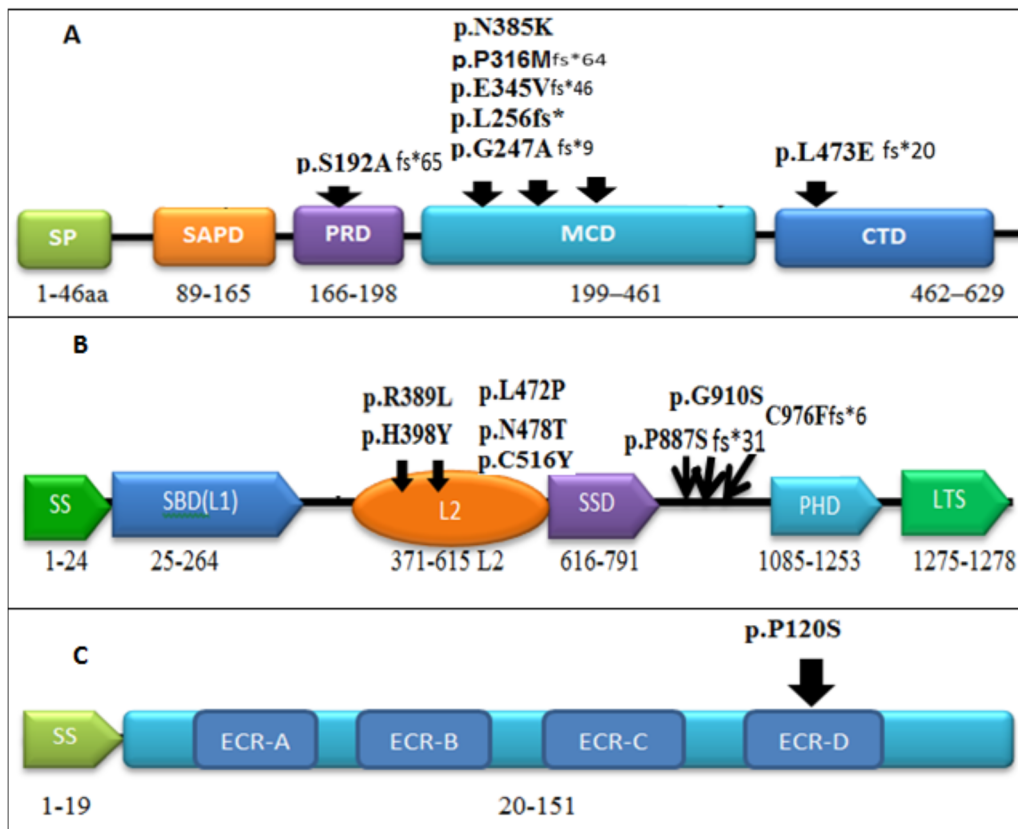 A
p.N385K
p.P316Mfs*64
p.E345Vfs*46
p.L256fs*
p.G247A fs*9
p.S192A fs*65
p.L473E fs*20
SP
SAPD
PRD
MCD
CTD
1-46aa
89-165
166-198
199-461
462–629
B
p.R389L
p.H398Y
p.L472P
p.N478T
p.C516Y
p.G910S
C976Ffs*6
p.P887S fs*31
SS
SBD(L1)
L2
SSD
PHD
LTS
1-24
25-264
371-615 L2
616-791
1085-1253
1275-1278
C
p.P120S
SS
ECR-A
ECR-B
ECR-C
ECR-D
1-19
20-151